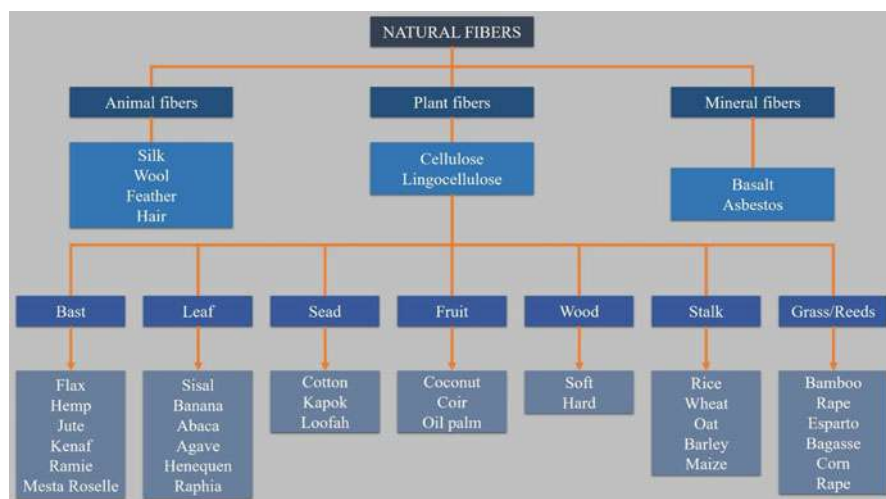 NATURAL FIBERS
Animal fibers
Plant fibers
Mineral fibers
Silk
Wool
Feather
Hair
Cellulose
Lingocellulose
Basalt
Asbestos
Bast
Leaf
Sead
Fruit
Wood
Stalk
Grass/Reeds
Flax
Hemp
Jute
Kenaf
Ramie
Mesta Roselle
Sisal
Banana
Abaca
Agave
Henequen
Raphia
Cotton
Kapok
Loofah
Coconut
Coir
Oil palm
Soft
Hard
Rice
Wheat
Oat
Barley
Maize
Bamboo
Rape
Esparto
Bagasse
Corn
Rape